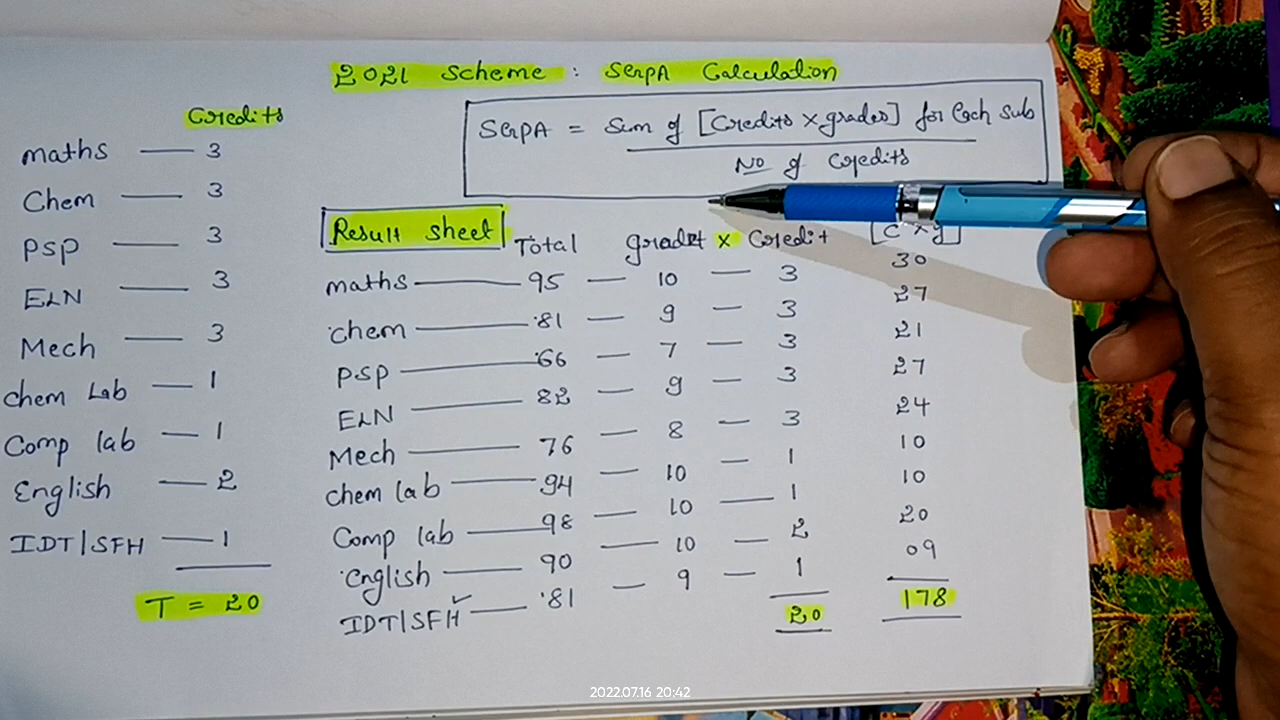 2021 Scheme : SGPA Calculation
Credits
maths — 3
Chem — 3
PSP — 3
ELN — 3
Mech — 3
chem Lab — 1
Comp lab — 1
English — 2
IDT/SFH — 1
T = 20
SGPA = Sum of [Credits × grades] for Each Sub
No of Credits
Result Sheet
Total grade × Credit [C × g]
maths — 95 — 10 — 3 30
chem — 81 — 9 — 3 27
PSP — 66 — 7 — 3 21
ELN — 82 — 9 — 3 27
Mech — 76 — 8 — 3 24
chem lab — 94 — 10 — 1 10
Comp lab — 98 — 10 — 1 10
English — 90 — 10 — 2 20
IDT/SFH ✓ — 81 — 9 — 1 09
20 178
2022.07.16 20:42